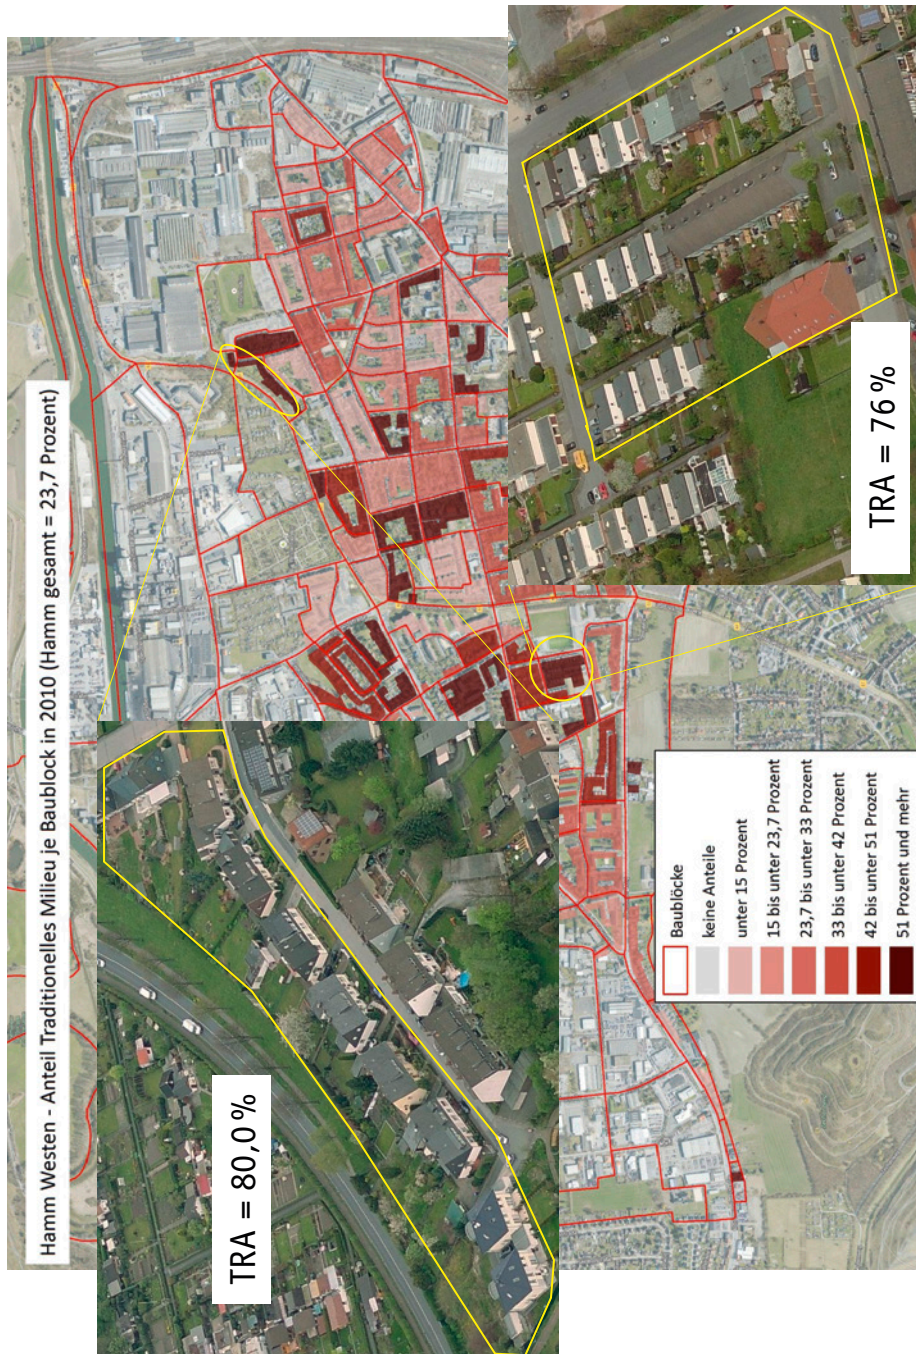 Hamm Westen - Anteil Traditionelles Milieu je Baublock in 2010 (Hamm gesamt = 23,7 Prozent)
TRA = 80,0 %
TRA = 76 %
Baublöcke
keine Anteile
unter 15 Prozent
15 bis unter 23,7 Prozent
23,7 bis unter 33 Prozent
33 bis unter 42 Prozent
42 bis unter 51 Prozent
51 Prozent und mehr